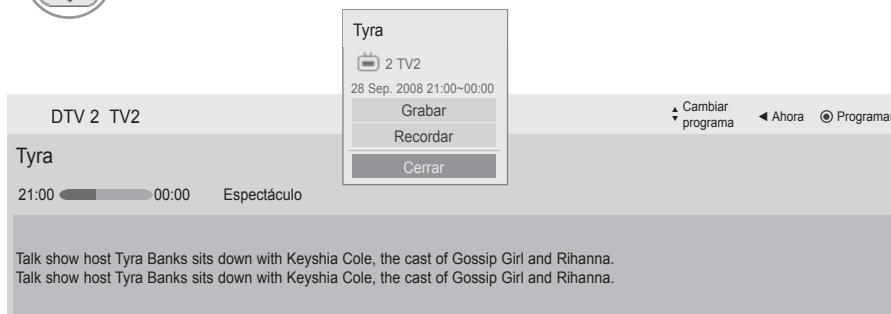 Tyra
2 TV2
28 Sep. 2008 21:00~00:00
Grabar
Recordar
Cerrar
DTV 2 TV2
Cambiar
programa
Ahora
Programar
Tyra
21:00 00:00 Espectáculo
Talk show host Tyra Banks sits down with Keyshia Cole, the cast of Gossip Girl and Rihanna.
Talk show host Tyra Banks sits down with Keyshia Cole, the cast of Gossip Girl and Rihanna.